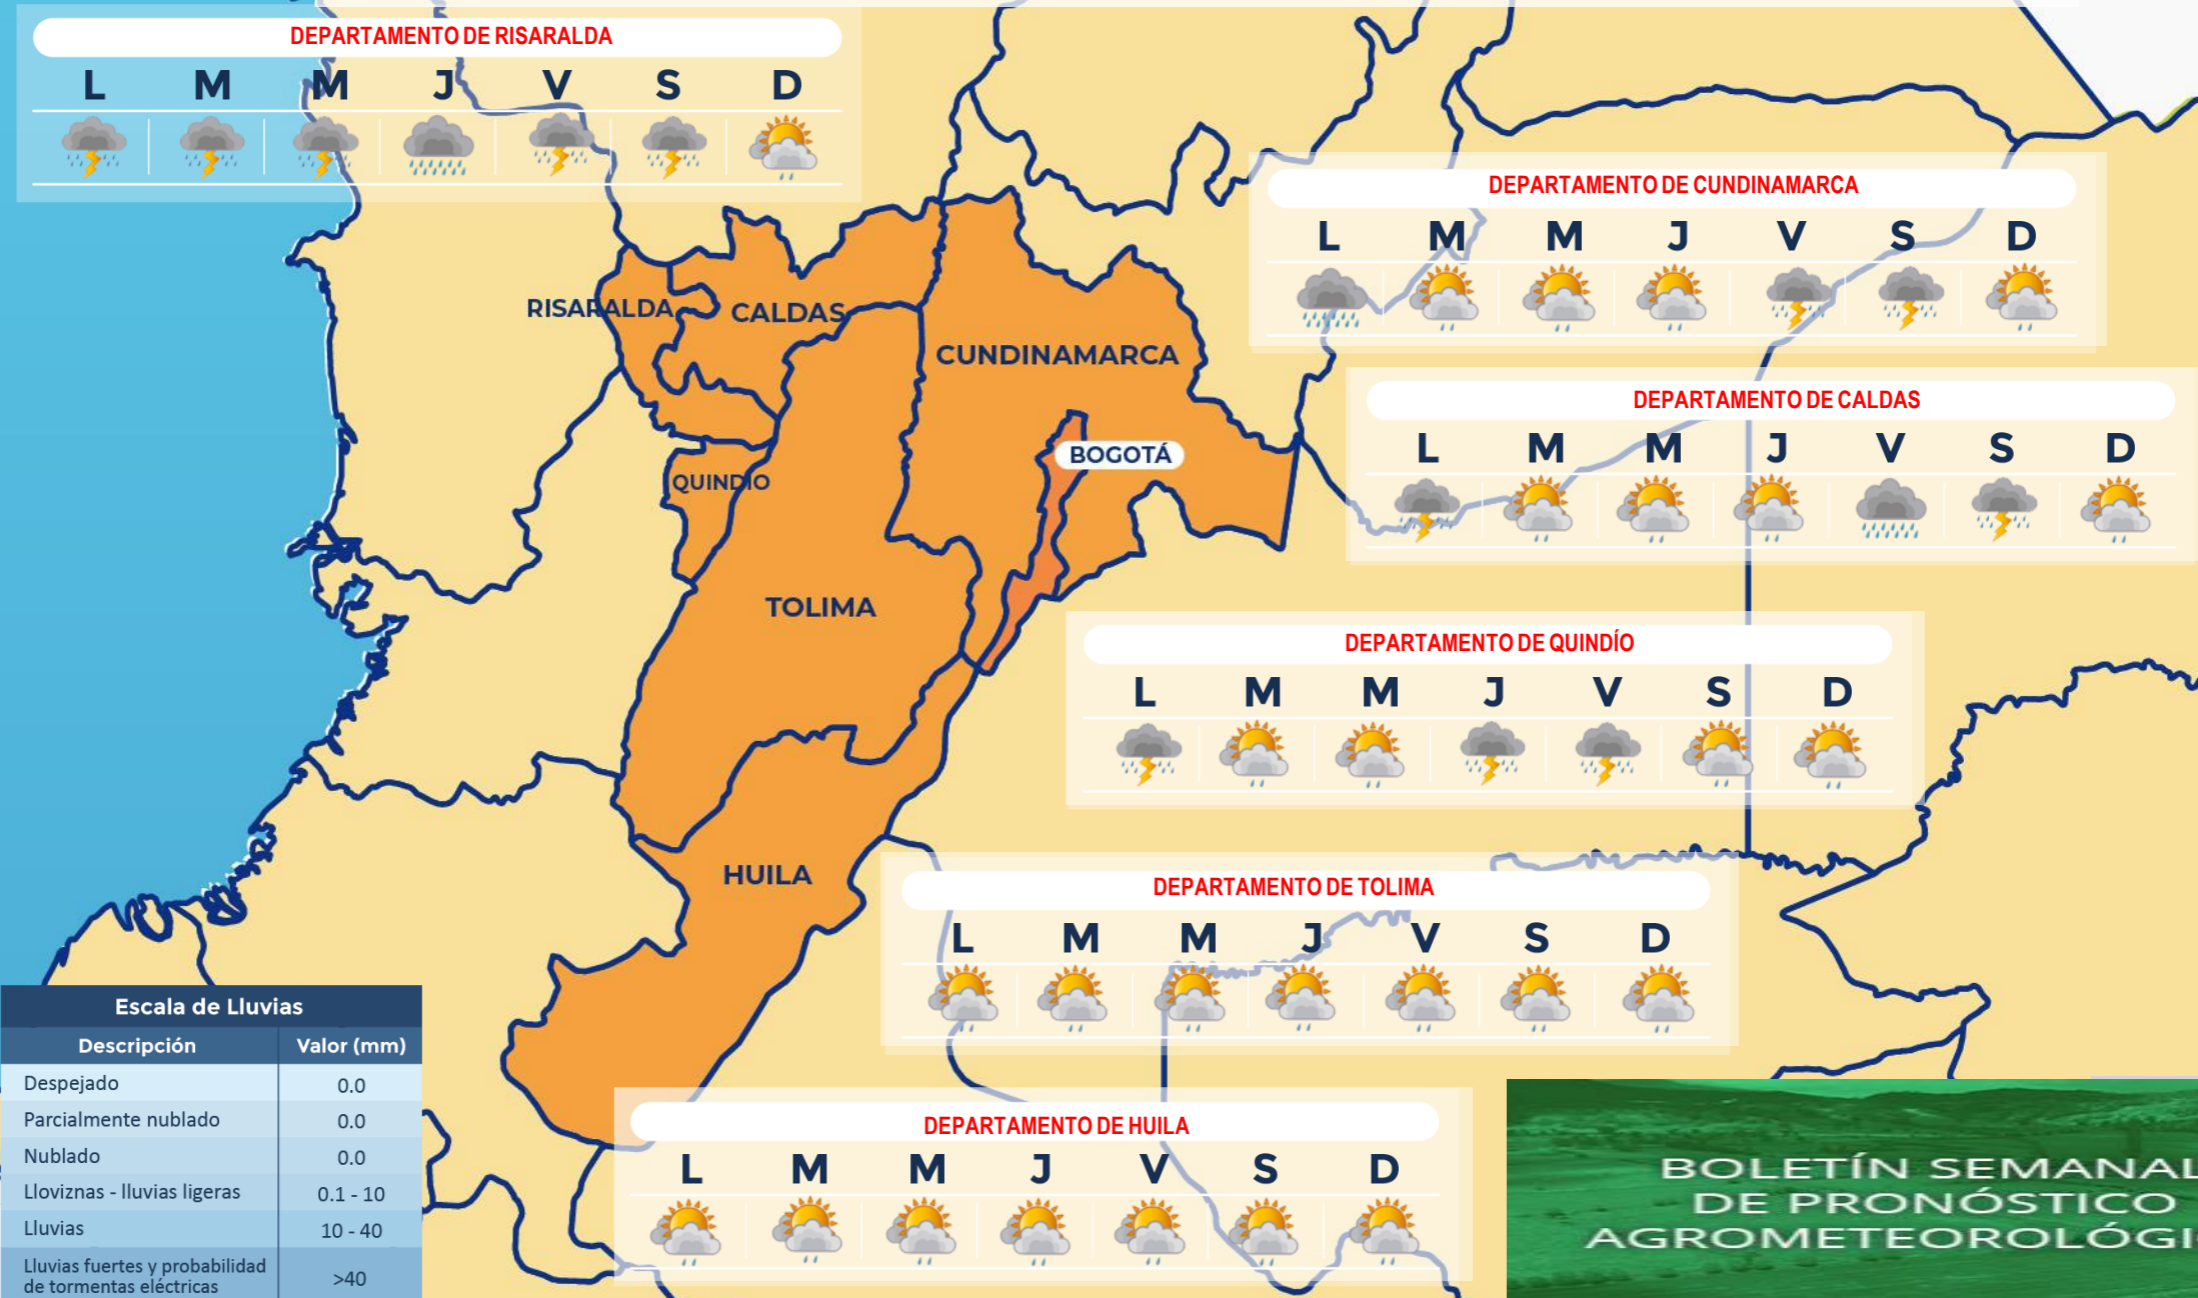 DEPARTAMENTO DE RISARALDA
L M M J V S D
DEPARTAMENTO DE CUNDINAMARCA
L M M J V S D
RISARALDA
CALDAS
CUNDINAMARCA
BOGOTÁ
QUINDÍO
TOLIMA
HUILA
DEPARTAMENTO DE CALDAS
L M M J V S D
DEPARTAMENTO DE QUINDÍO
L M M J V S D
DEPARTAMENTO DE TOLIMA
L M M J V S D
DEPARTAMENTO DE HUILA
L M M J V S D
Escala de Lluvias
Descripción Valor (mm)
Despejado 0.0
Parcialmente nublado 0.0
Nublado 0.0
Lloviznas - lluvias ligeras 0.1 - 10
Lluvias 10 - 40
Lluvias fuertes y probabilidad
de tormentas eléctricas >40
BOLETÍN SEMANAL
DE PRONÓSTICO